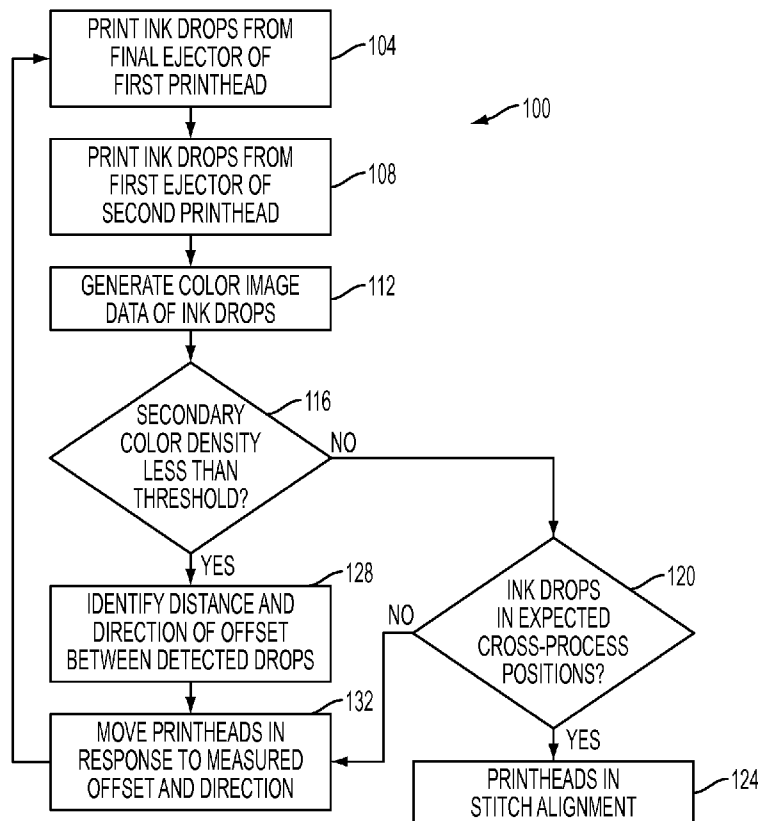 PRINT INK DROPS FROM
FINAL EJECTOR OF
FIRST PRINTHEAD
104
100
PRINT INK DROPS FROM
FIRST EJECTOR OF
SECOND PRINTHEAD
108
GENERATE COLOR IMAGE
DATA OF INK DROPS
112
SECONDARY
COLOR DENSITY
LESS THAN
THRESHOLD?
116
NO
YES
IDENTIFY DISTANCE AND
DIRECTION OF OFFSET
BETWEEN DETECTED DROPS
128
INK DROPS
IN EXPECTED
CROSS-PROCESS
POSITIONS?
120
NO
YES
MOVE PRINTHEADS IN
RESPONSE TO MEASURED
OFFSET AND DIRECTION
132
PRINTHEADS IN
STITCH ALIGNMENT
124